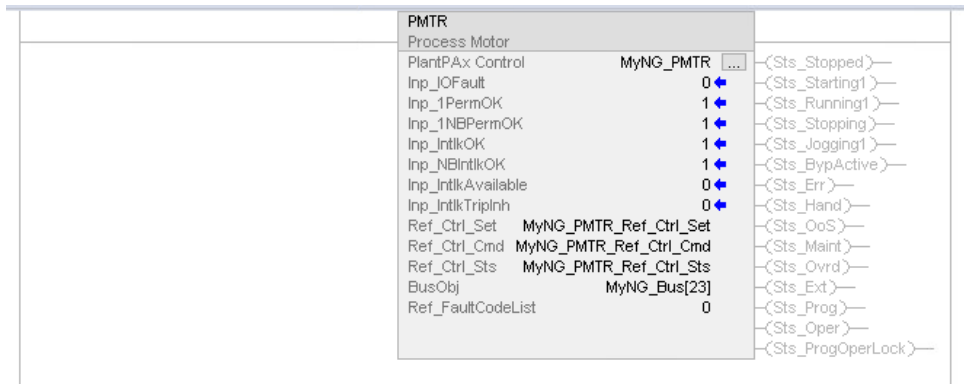 PMTR
Process Motor
PlantPAx Control MyNG_PMTR ... (Sts_Stopped)
Inp_IOFault 0 (Sts_Starting1)
Inp_1PermOK 1 (Sts_Running1)
Inp_1NBPermOK 1 (Sts_Stopping)
Inp_IntlkOK 1 (Sts_Jogging1)
Inp_NBIntlkOK 1 (Sts_BypActive)
Inp_IntlkAvailable 0 (Sts_Err)
Inp_IntlkTripInh 0 (Sts_Hand)
Ref_Ctrl_Set MyNG_PMTR_Ref_Ctrl_Set (Sts_OoS)
Ref_Ctrl_Cmd MyNG_PMTR_Ref_Ctrl_Cmd (Sts_Maint)
Ref_Ctrl_Sts MyNG_PMTR_Ref_Ctrl_Sts (Sts_Ovrd)
BusObj MyNG_Bus[23] (Sts_Ext)
Ref_FaultCodeList 0 (Sts_Prog)
(Sts_Oper)
(Sts_ProgOperLock)